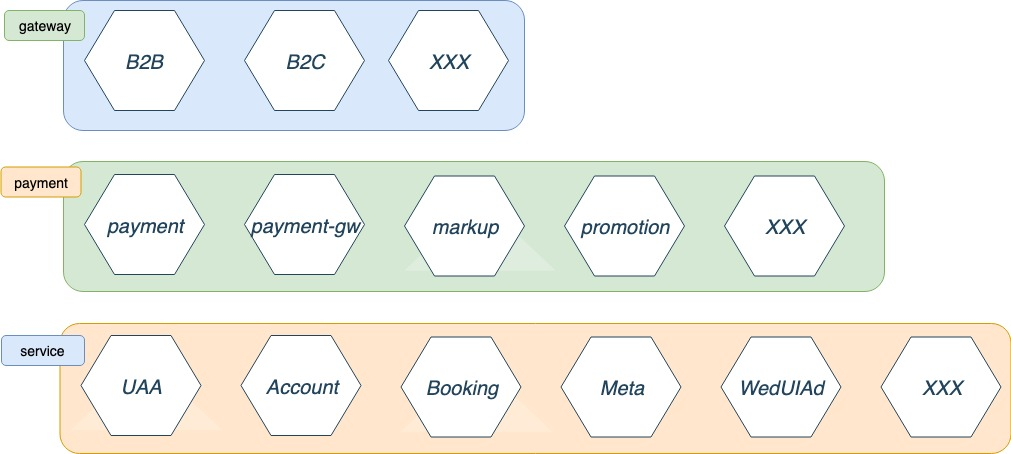 gateway
B2B
B2C
XXX
payment
payment
payment-gw
markup
promotion
XXX
service
UAA
Account
Booking
Meta
WedUIAd
XXX